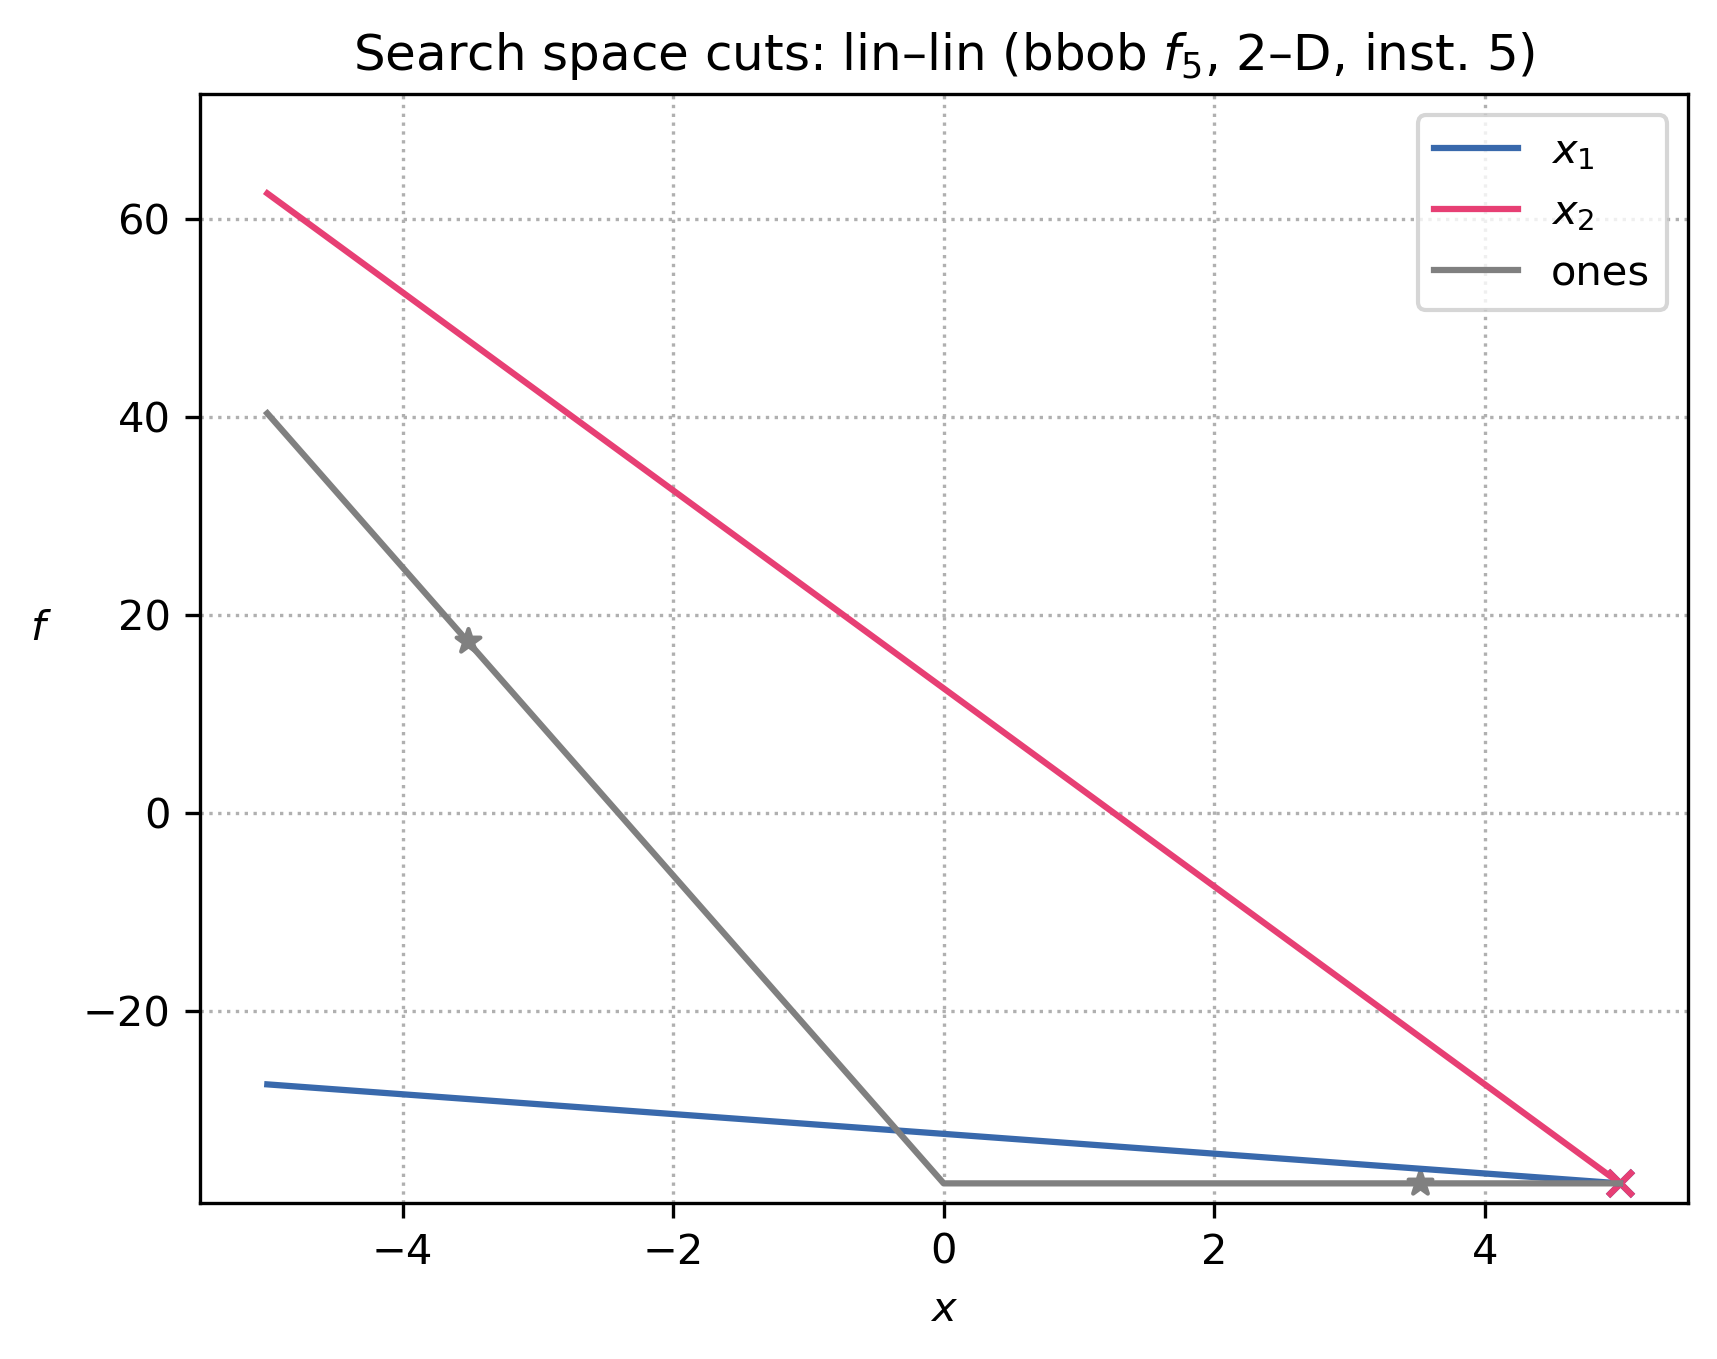 Search space cuts: lin–lin (bbob f₅, 2–D, inst. 5)
x₁
x₂
ones
60
40
20
0
−20
f
−4
−2
0
2
4
x